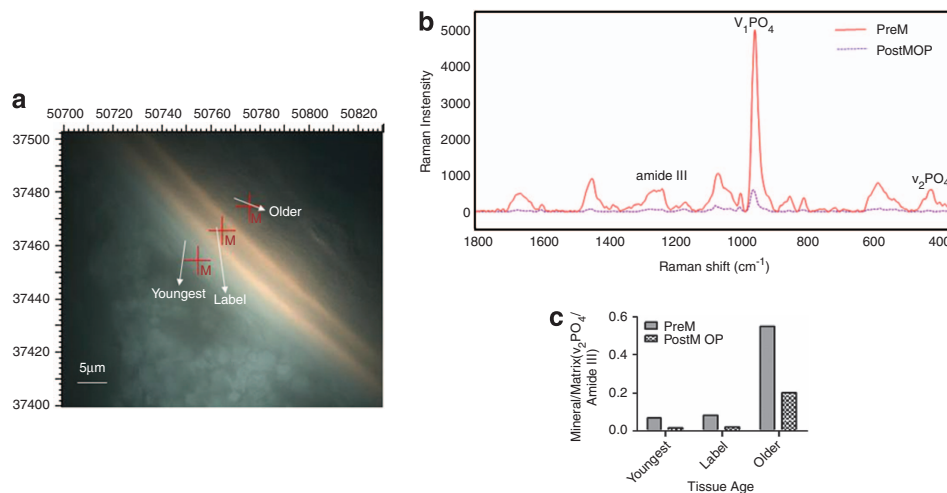 a
50700 50720 50740 50760 50780 50800 50820
37500
37480
37460
37440
37420
37400
M
Older
M
M
Youngest
Label
5μm
b
V1PO4
PreM
PostMOP
5000
4000
3000
2000
1000
0
Raman Instensity
amide III
v2PO4
1800 1600 1400 1200 1000 800 600 400
Raman shift (cm-1)
c
0.6
0.4
0.2
0.0
Mineral/Matrix(v2PO4/
Amide III)
PreM
PostM OP
Youngest
Label
Older
Tissue Age